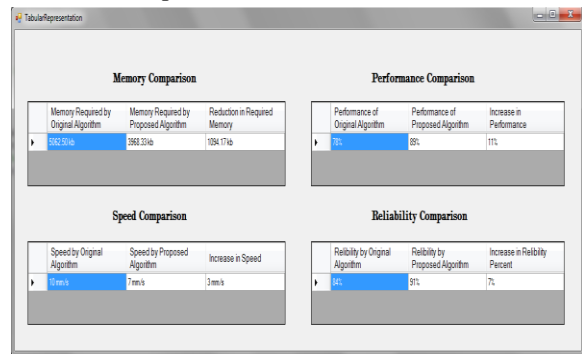 TabularRepresentation
Memory Comparison
Memory Required by Original Algorithm
Memory Required by Proposed Algorithm
Reduction in Required Memory
5062.50 kb
3968.33 kb
1094.17 kb
Performance Comparison
Performance of Original Algorithm
Performance of Proposed Algorithm
Increase in Performance
78%
89%
11%
Speed Comparison
Speed by Original Algorithm
Speed by Proposed Algorithm
Increase in Speed
10 mm/s
7 mm/s
3 mm/s
Reliability Comparison
Relibility by Original Algorithm
Relibility by Proposed Algorithm
Increase in Relibility Percent
84%
91%
7%